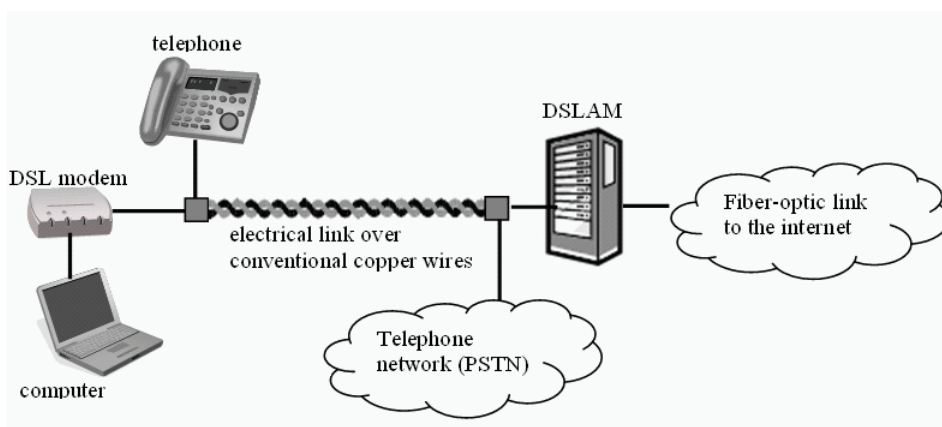 telephone
DSLAM
DSL modem
Fiber-optic link
to the internet
electrical link over
conventional copper wires
Telephone
network (PSTN)
computer